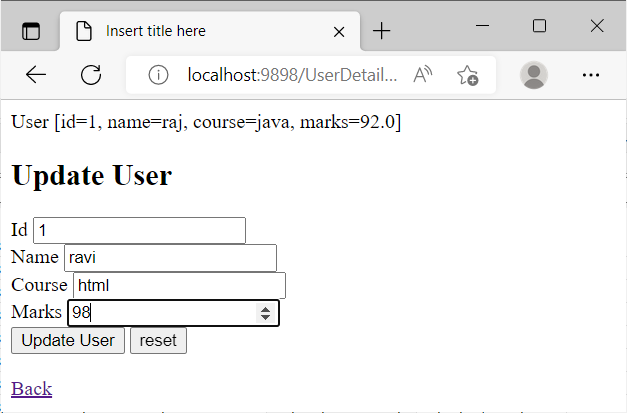 Insert title here
localhost:9898/UserDetail...
User [id=1, name=raj, course=java, marks=92.0]
Update User
Id 1
Name ravi
Course html
Marks 98
Update User reset
Back